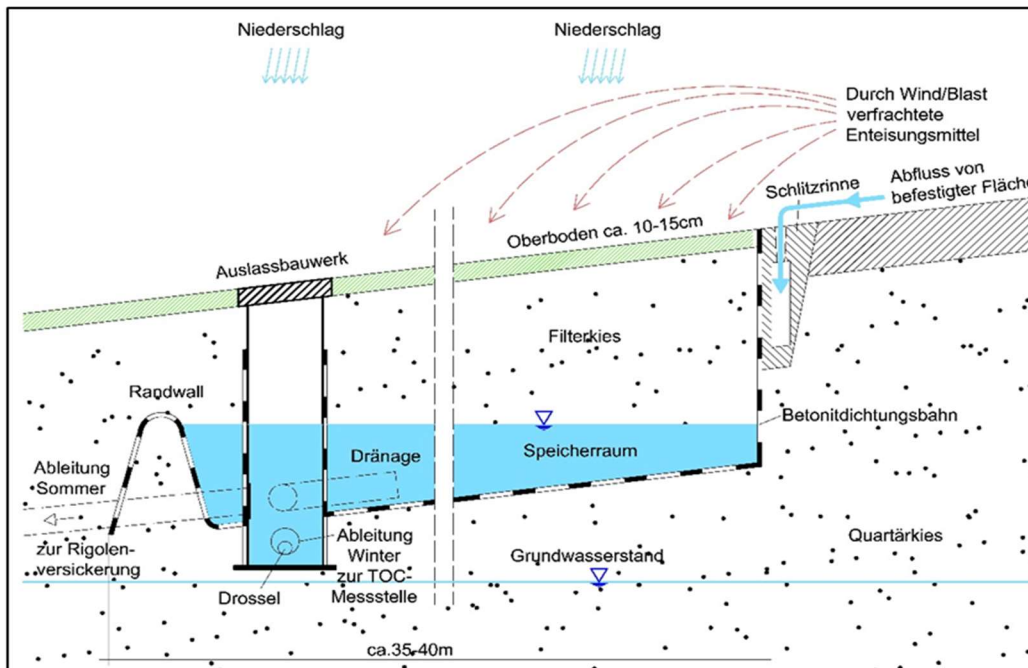 Niederschlag
Niederschlag
Durch Wind/Blast
verfrachtete
Enteisungsmittel
Schlitzrinne
Abfluss von
befestigter Fläche
Oberboden ca. 10-15cm
Auslassbauwerk
Filterkies
Randwall
Betonitdichtungsbahn
Ableitung
Sommer
Dränage
Speicherraum
zur Rigolen-
versickerung
Ableitung
Winter
zur TOC-
Messstelle
Drossel
Grundwasserstand
Quartärkies
ca.35-40m